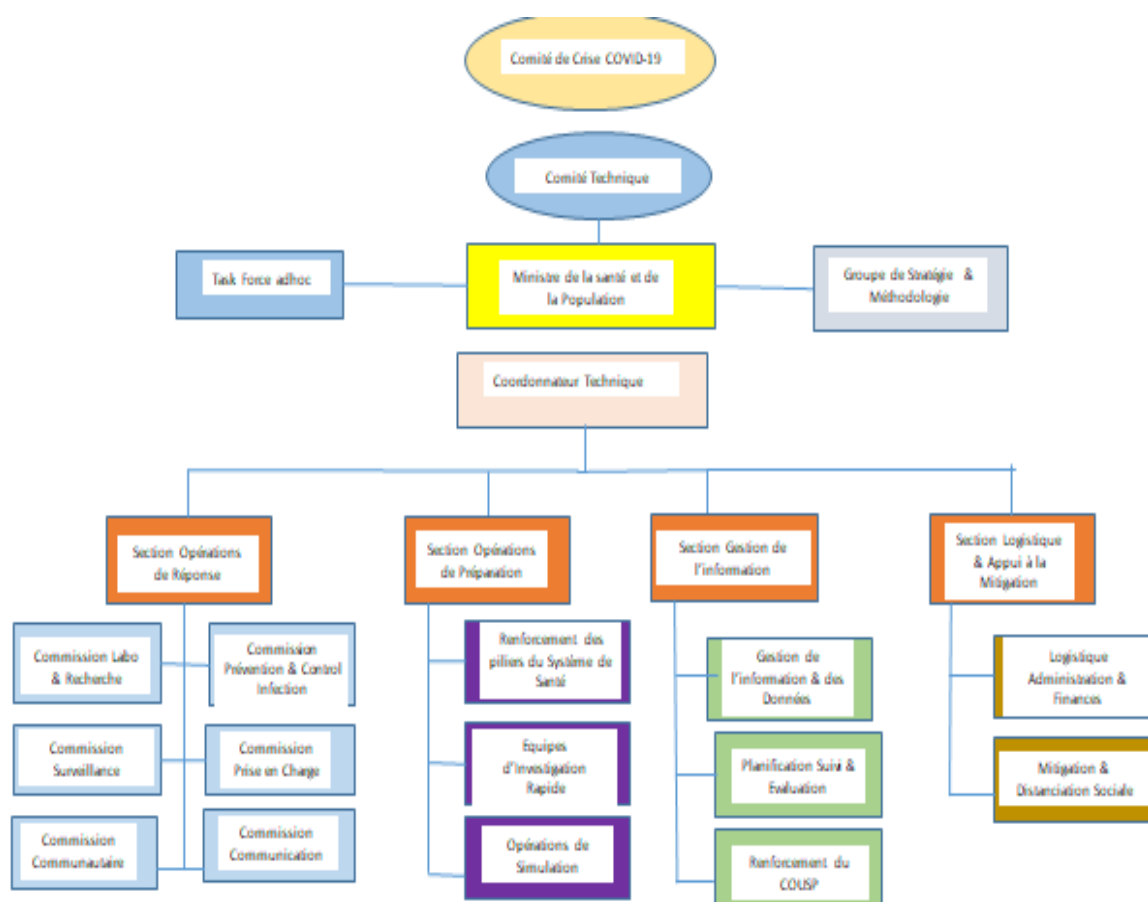 Comité de Crise COVID-19
Comité Technique
Task Force adhoc
Ministre de la santé et de
la Population
Groupe de Stratégie &
Méthodologie
Coordonnateur Technique
Section Opérations
de Réponse
Section Opérations
de Préparation
Section Gestion de
l'information
Section Logistique
& Appui à la
Mitigation
Commission Labo
& Recherche
Commission
Prévention & Control
Infection
Commission
Surveillance
Commission
Prise en Charge
Commission
Communautaire
Commission
Communication
Renforcement des
piliers du Système de
Santé
Equipes
d'Investigation
Rapide
Opérations de
Simulation
Gestion de
l'information & des
Données
Planification Suivi &
Evaluation
Renforcement du
COUSP
Logistique
Administration &
Finances
Mitigation &
Distanciation Sociale